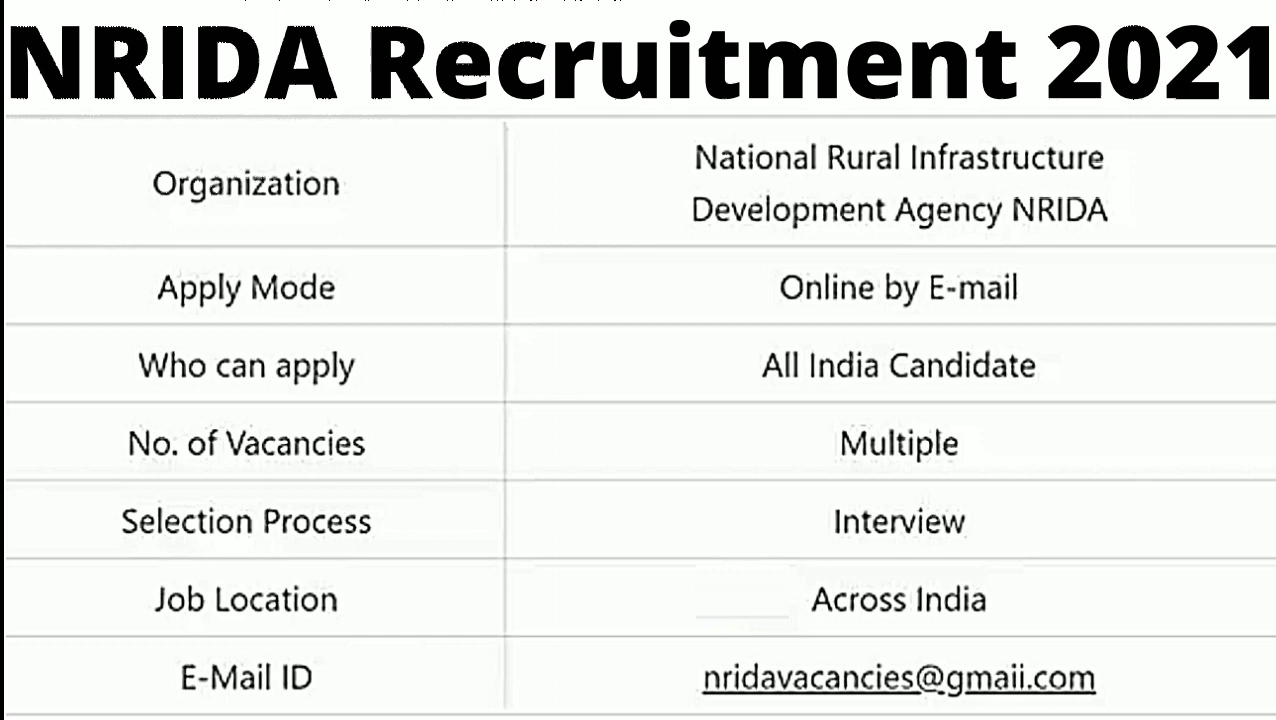 NRIDA Recruitment 2021
Organization
National Rural Infrastructure
Development Agency NRIDA
Apply Mode
Online by E-mail
Who can apply
All India Candidate
No. of Vacancies
Multiple
Selection Process
Interview
Job Location
Across India
E-Mail ID
nridavacancies@gmaii.com